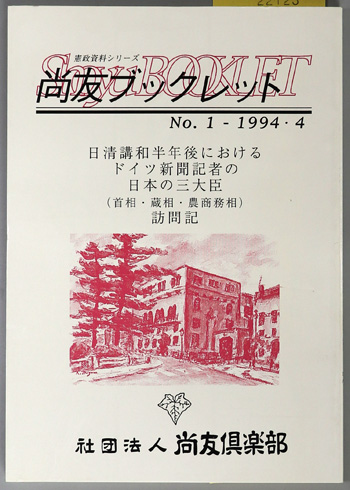 憲政資料シリーズ
Shoyu BOOKLET
尚友ブックレット
No. 1 - 1994・4
日清講和半年後における
ドイツ新聞記者の
日本の三大臣
(首相・蔵相・農商務相)
訪問記
社団法人 尚友倶楽部